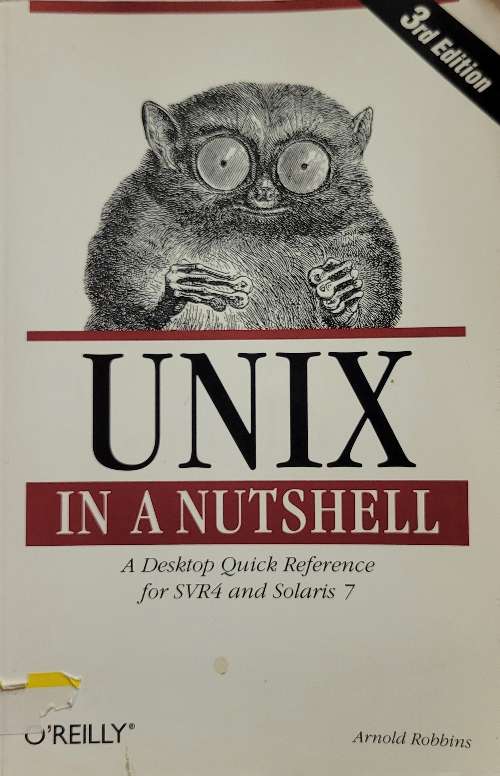 3rd Edition
UNIX
IN A NUTSHELL
A Desktop Quick Reference
for SVR4 and Solaris 7
O'REILLY®
Arnold Robbins